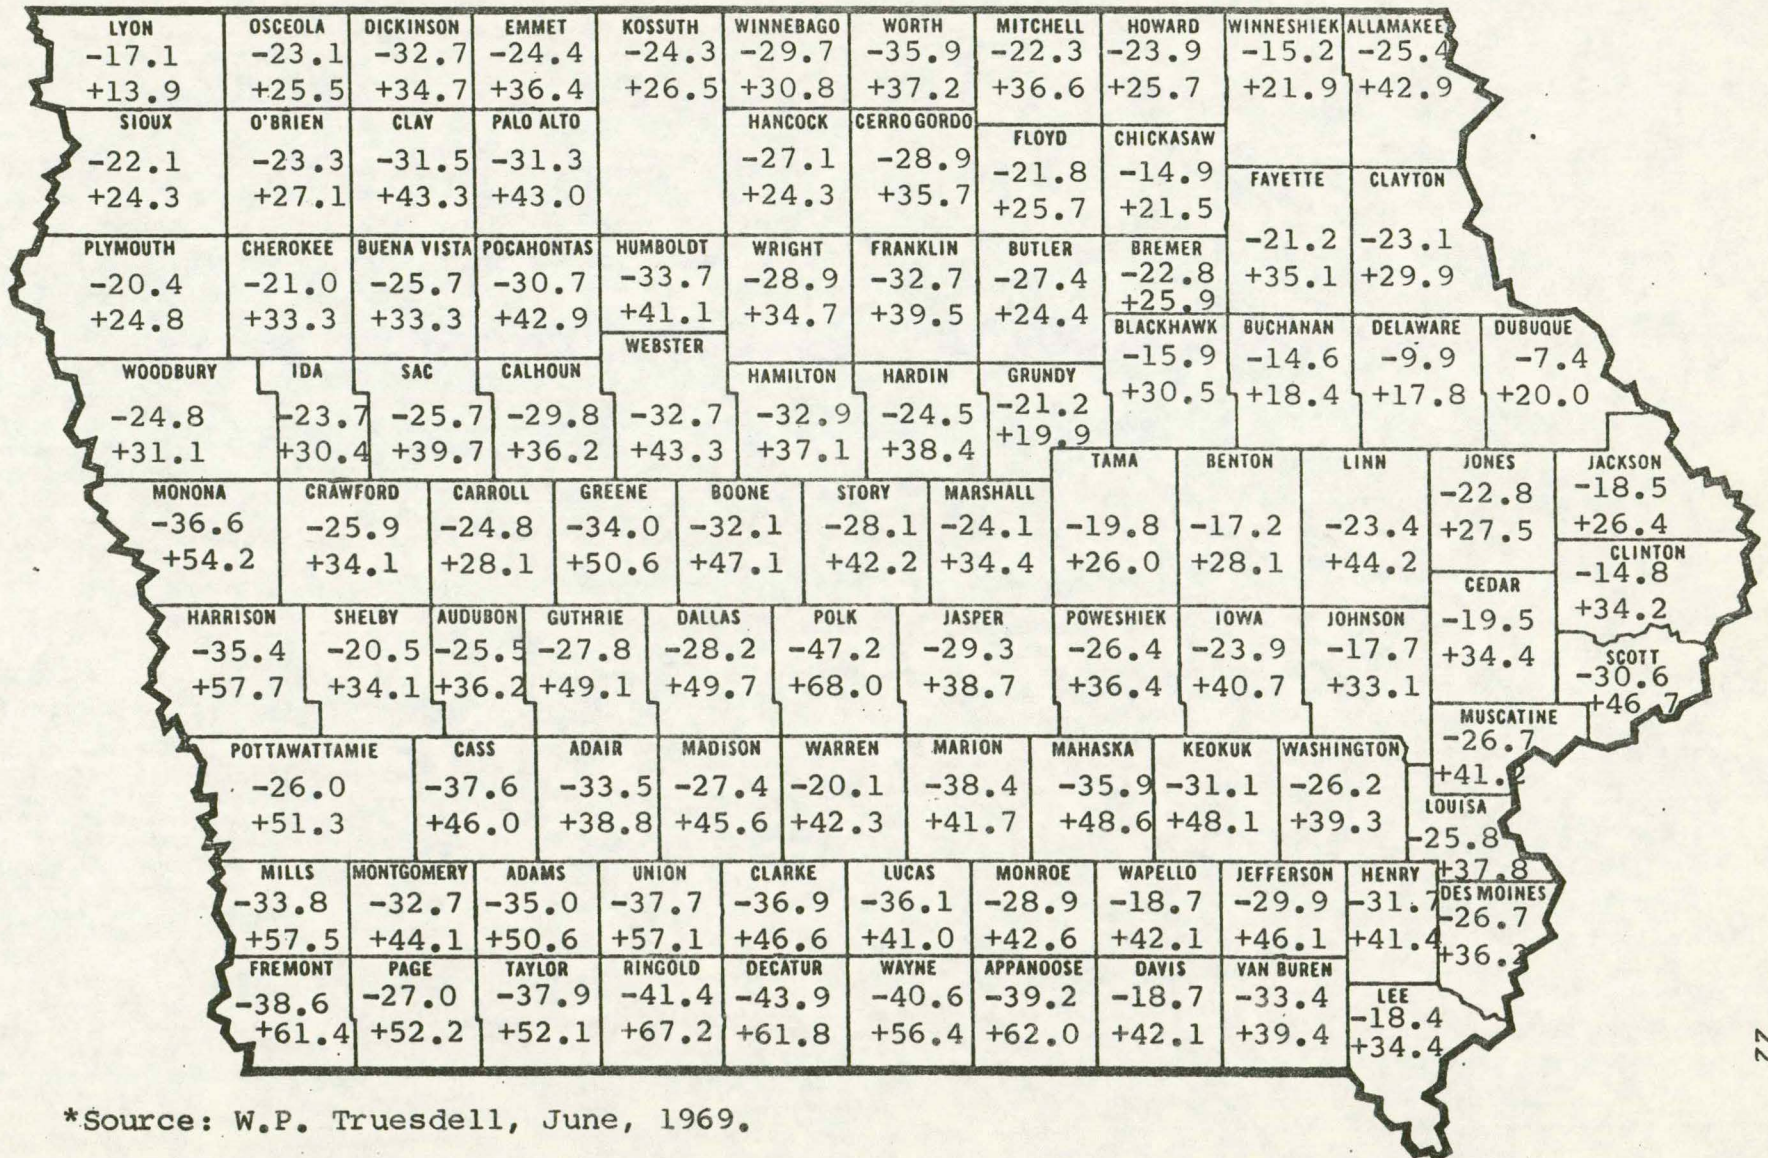 LYON
-17.1
+13.9
OSCEOLA
-23.1
+25.5
DICKINSON
-32.7
+34.7
EMMET
-24.4
+36.4
KOSSUTH
-24.3
+26.5
WINNEBAGO
-29.7
+30.8
WORTH
-35.9
+37.2
MITCHELL
-22.3
+36.6
HOWARD
-23.9
+25.7
WINNESHIEK
-15.2
+21.9
ALLAMAKEE
-25.4
+42.9
SIOUX
-22.1
+24.3
O'BRIEN
-23.3
+27.1
CLAY
-31.5
+43.3
PALO ALTO
-31.3
+43.0
HANCOCK
-27.1
+24.3
CERRO GORDO
-28.9
+35.7
FLOYD
-21.8
+25.7
CHICKASAW
-14.9
+21.5
FAYETTE
-21.2
+35.1
CLAYTON
-23.1
+29.9
PLYMOUTH
-20.4
+24.8
CHEROKEE
-21.0
+33.3
BUENA VISTA
-25.7
+33.3
POCAHONTAS
-30.7
+42.9
HUMBOLDT
-33.7
+41.1
WRIGHT
-28.9
+34.7
FRANKLIN
-32.7
+39.5
BUTLER
-27.4
+24.4
BREMER
-22.8
+25.9
WOODBURY
-24.8
+31.1
IDA
-23.7
+30.4
SAC
-25.7
+39.7
CALHOUN
-29.8
+36.2
WEBSTER
-32.7
+43.3
HAMILTON
-32.9
+37.1
HARDIN
-24.5
+38.4
GRUNDY
-21.2
+19.9
BLACKHAWK
-15.9
+30.5
BUCHANAN
-14.6
+18.4
DELAWARE
-9.9
+17.8
DUBUQUE
-7.4
+20.0
MONONA
-36.6
+54.2
CRAWFORD
-25.9
+34.1
CARROLL
-24.8
+28.1
GREENE
-34.0
+50.6
BOONE
-32.1
+47.1
STORY
-28.1
+42.2
MARSHALL
-24.1
+34.4
TAMA
-19.8
+26.0
BENTON
-17.2
+28.1
LINN
-23.4
+44.2
JONES
-22.8
+27.5
JACKSON
-18.5
+26.4
CLINTON
-14.8
+34.2
HARRISON
-35.4
+57.7
SHELBY
-20.5
+34.1
AUDUBON
-25.5
+36.2
GUTHRIE
-27.8
+49.1
DALLAS
-28.2
+49.7
POLK
-47.2
+68.0
JASPER
-29.3
+38.7
POWESHIEK
-26.4
+36.4
IOWA
-23.9
+40.7
JOHNSON
-17.7
+33.1
CEDAR
-19.5
+34.4
SCOTT
-30.6
+46.7
POTTAWATTAMIE
-26.0
+51.3
CASS
-37.6
+46.0
ADAIR
-33.5
+38.8
MADISON
-27.4
+45.6
WARREN
-20.1
+42.3
MARION
-38.4
+41.7
MAHASKA
-35.9
+48.6
KEOKUK
-31.1
+48.1
WASHINGTON
-26.2
+39.3
MUSCATINE
-26.7
+41.2
LOUISA
-25.8
+37.8
MILLS
-33.8
+57.5
MONTGOMERY
-32.7
+44.1
ADAMS
-35.0
+50.6
UNION
-37.7
+57.1
CLARKE
-36.9
+46.6
LUCAS
-36.1
+41.0
MONROE
-28.9
+42.6
WAPELLO
-18.7
+42.1
JEFFERSON
-29.9
+46.1
HENRY
-31.7
+41.4
DES MOINES
-26.7
+36.2
FREMONT
-38.6
+61.4
PAGE
-27.0
+52.2
TAYLOR
-37.9
+52.1
RINGOLD
-41.4
+67.2
DECATUR
-43.9
+61.8
WAYNE
-40.6
+56.4
APPANOOSE
-39.2
+62.0
DAVIS
-18.7
+42.1
VAN BUREN
-33.4
+39.4
LEE
-18.4
+34.4
77
*Source: W.P. Truesdell, June, 1969.